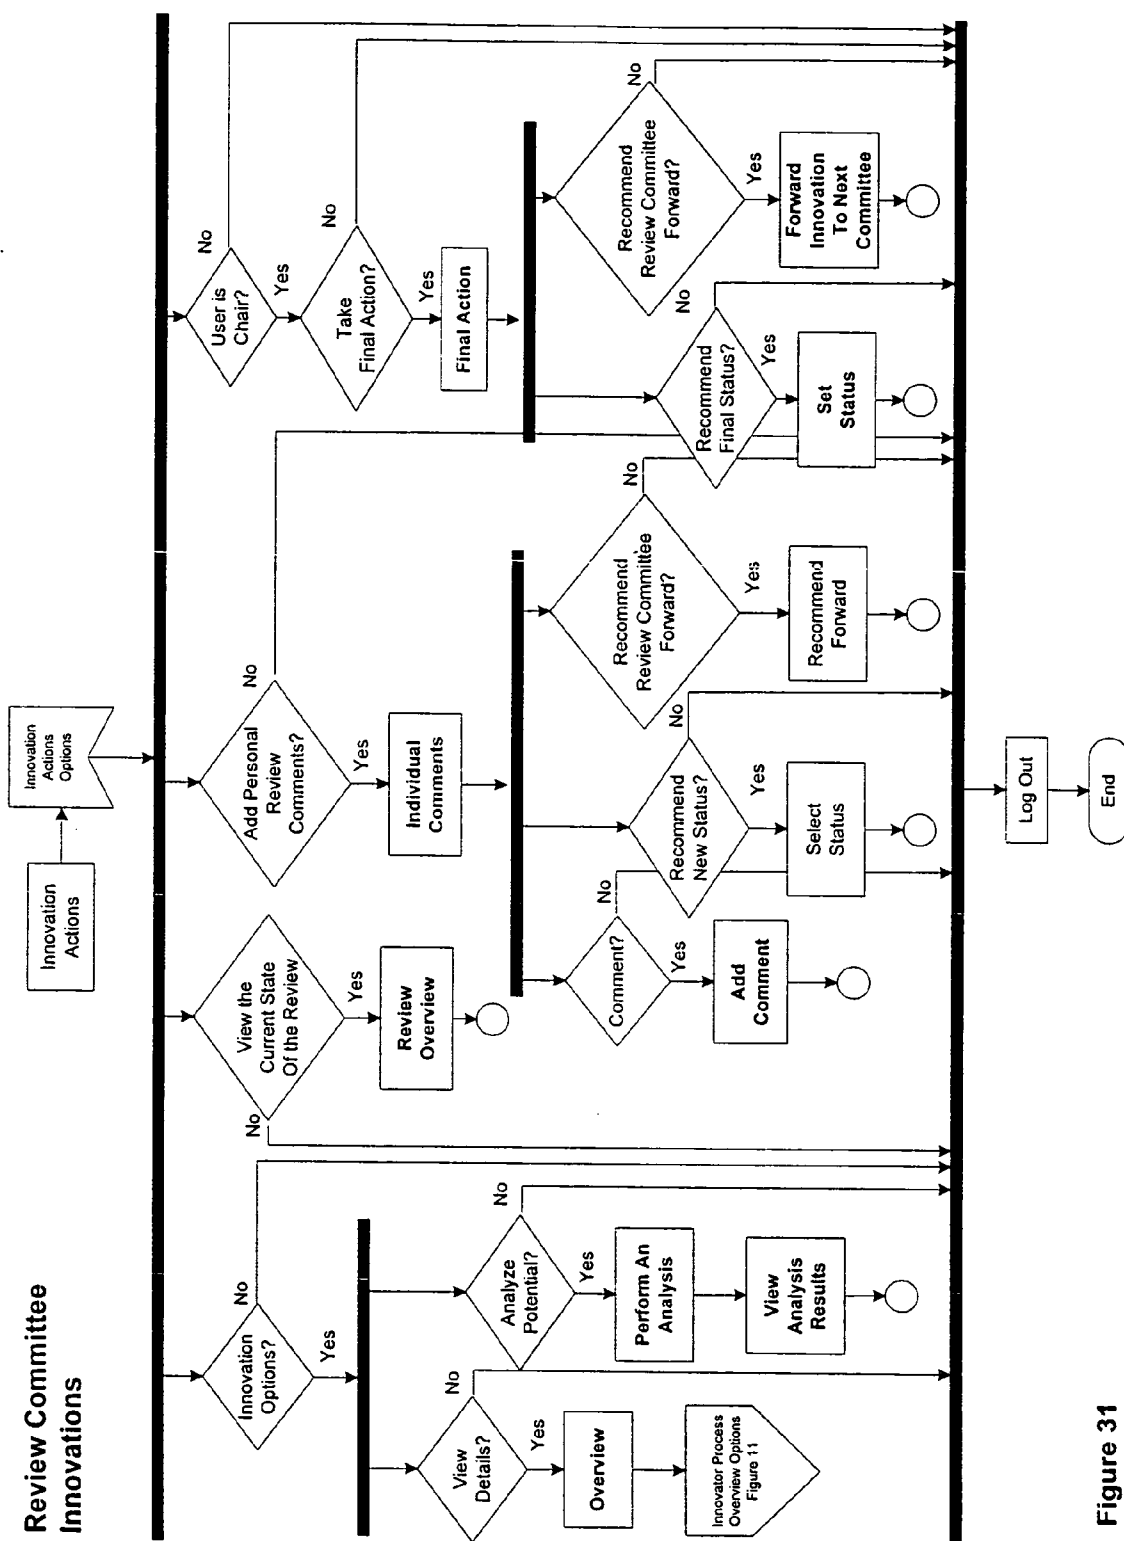 Review Committee
Innovations
Innovation
Actions
Innovation
Actions
Options
Innovation
Options?
No
Yes
View
Details?
No
Yes
Overview
Innovator Process
Overview Options
Figure 11
Analyze
Potential?
No
Yes
Perform An
Analysis
View
Analysis
Results
View the
Current State
Of the Review
No
Yes
Review
Overview
Add Personal
Review
Comments?
No
Yes
Individual
Comments
Comment?
No
Yes
Add
Comment
Recommend
New Status?
No
Yes
Select
Status
Recommend
Review Committee
Forward?
No
Yes
Recommend
Forward
User is
Chair?
No
Yes
Take
Final Action?
No
Yes
Final Action
Recommend
Final Status?
No
Yes
Set
Status
Recommend
Review Committee
Forward?
No
Yes
Forward
Innovation
To Next
Committee
Log Out
End
Figure 31